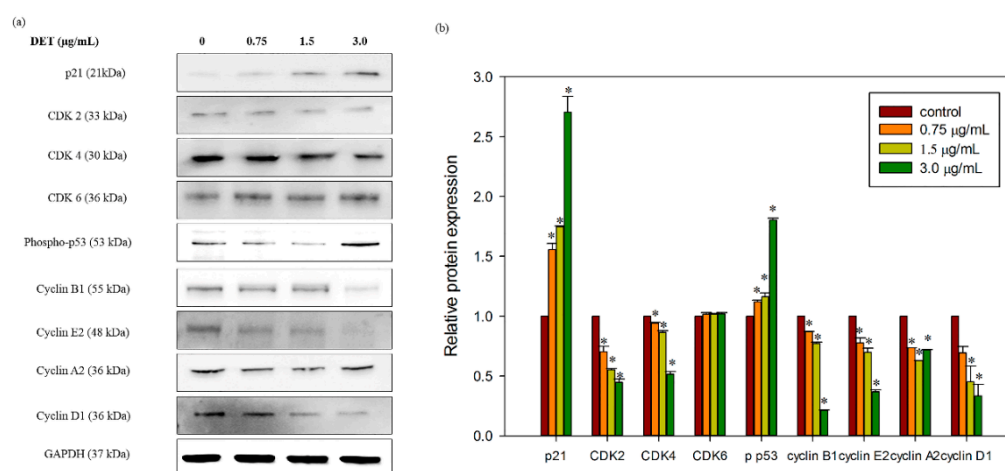 (a)
DET (μg/mL) 0 0.75 1.5 3.0
p21 (21kDa)
CDK 2 (33 kDa)
CDK 4 (30 kDa)
CDK 6 (36 kDa)
Phospho-p53 (53 kDa)
Cyclin B1 (55 kDa)
Cyclin E2 (48 kDa)
Cyclin A2 (36 kDa)
Cyclin D1 (36 kDa)
GAPDH (37 kDa)
(b)
Relative protein expression
3.0
2.5
2.0
1.5
1.0
0.5
0.0
control
0.75 μg/mL
1.5 μg/mL
3.0 μg/mL
* * *
* * *
* * *
* * *
* * *
* * *
* * *
* *
p21 CDK2 CDK4 CDK6 p p53 cyclin B1 cyclin E2 cyclin A2 cyclin D1